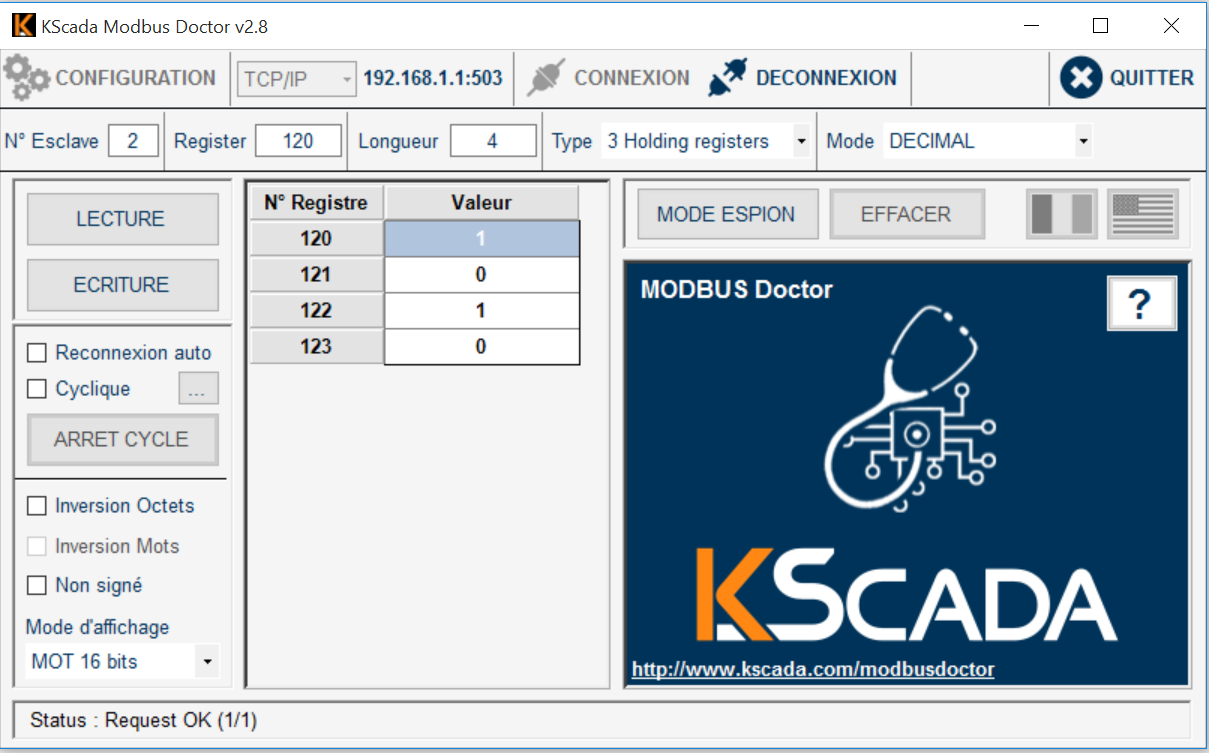 KScada Modbus Doctor v2.8
CONFIGURATION TCP/IP 192.168.1.1:503 CONNEXION DECONNEXION QUITTER
N° Esclave 2 Register 120 Longueur 4 Type 3 Holding registers Mode DECIMAL
LECTURE
ECRITURE
Reconnexion auto
Cyclique ...
ARRET CYCLE
Inversion Octets
Inversion Mots
Non signé
Mode d'affichage
MOT 16 bits
N° Registre Valeur
120 1
121 0
122 1
123 0
MODE ESPION EFFACER
MODBUS Doctor ?
KSCADA
http://www.kscada.com/modbusdoctor
Status : Request OK (1/1)